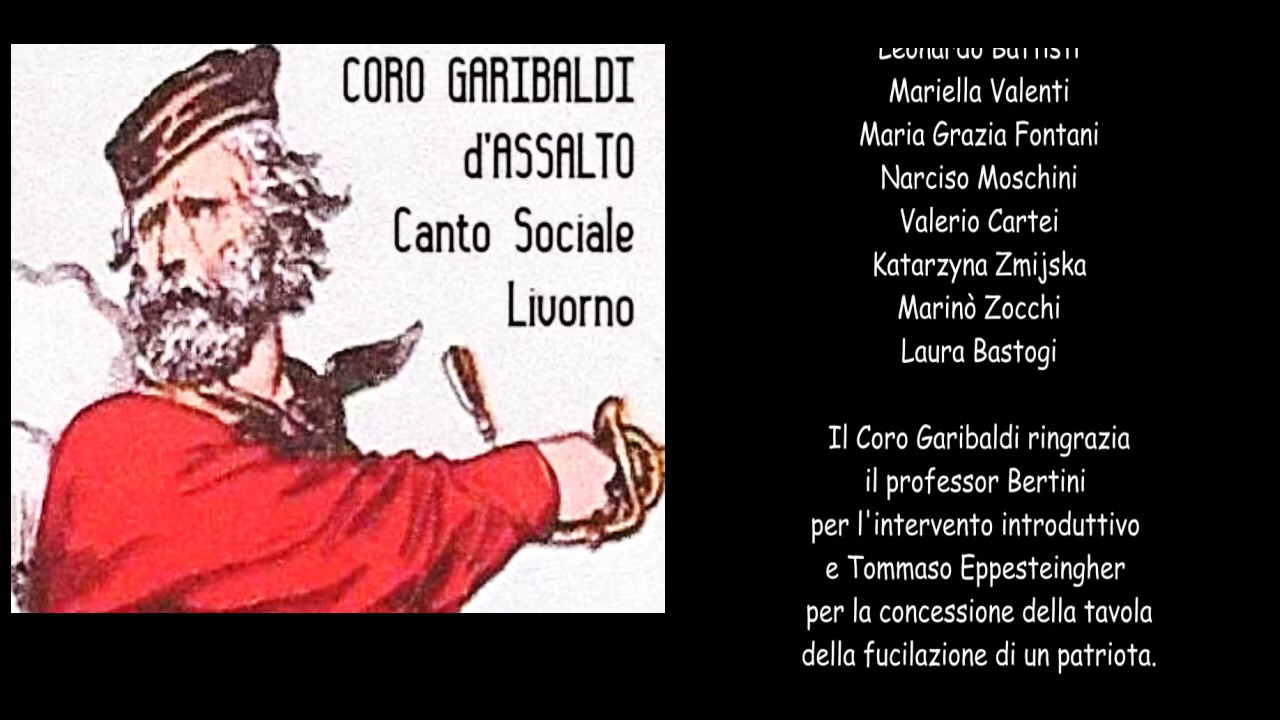 CORO GARIBALDI
d'ASSALTO
Canto Sociale
Livorno
Leonardo Battisti
Mariella Valenti
Maria Grazia Fontani
Narciso Moschini
Valerio Cartei
Katarzyna Zmijska
Marinò Zocchi
Laura Bastogi
Il Coro Garibaldi ringrazia
il professor Bertini
per l'intervento introduttivo
e Tommaso Eppesteingher
per la concessione della tavola
della fucilazione di un patriota.